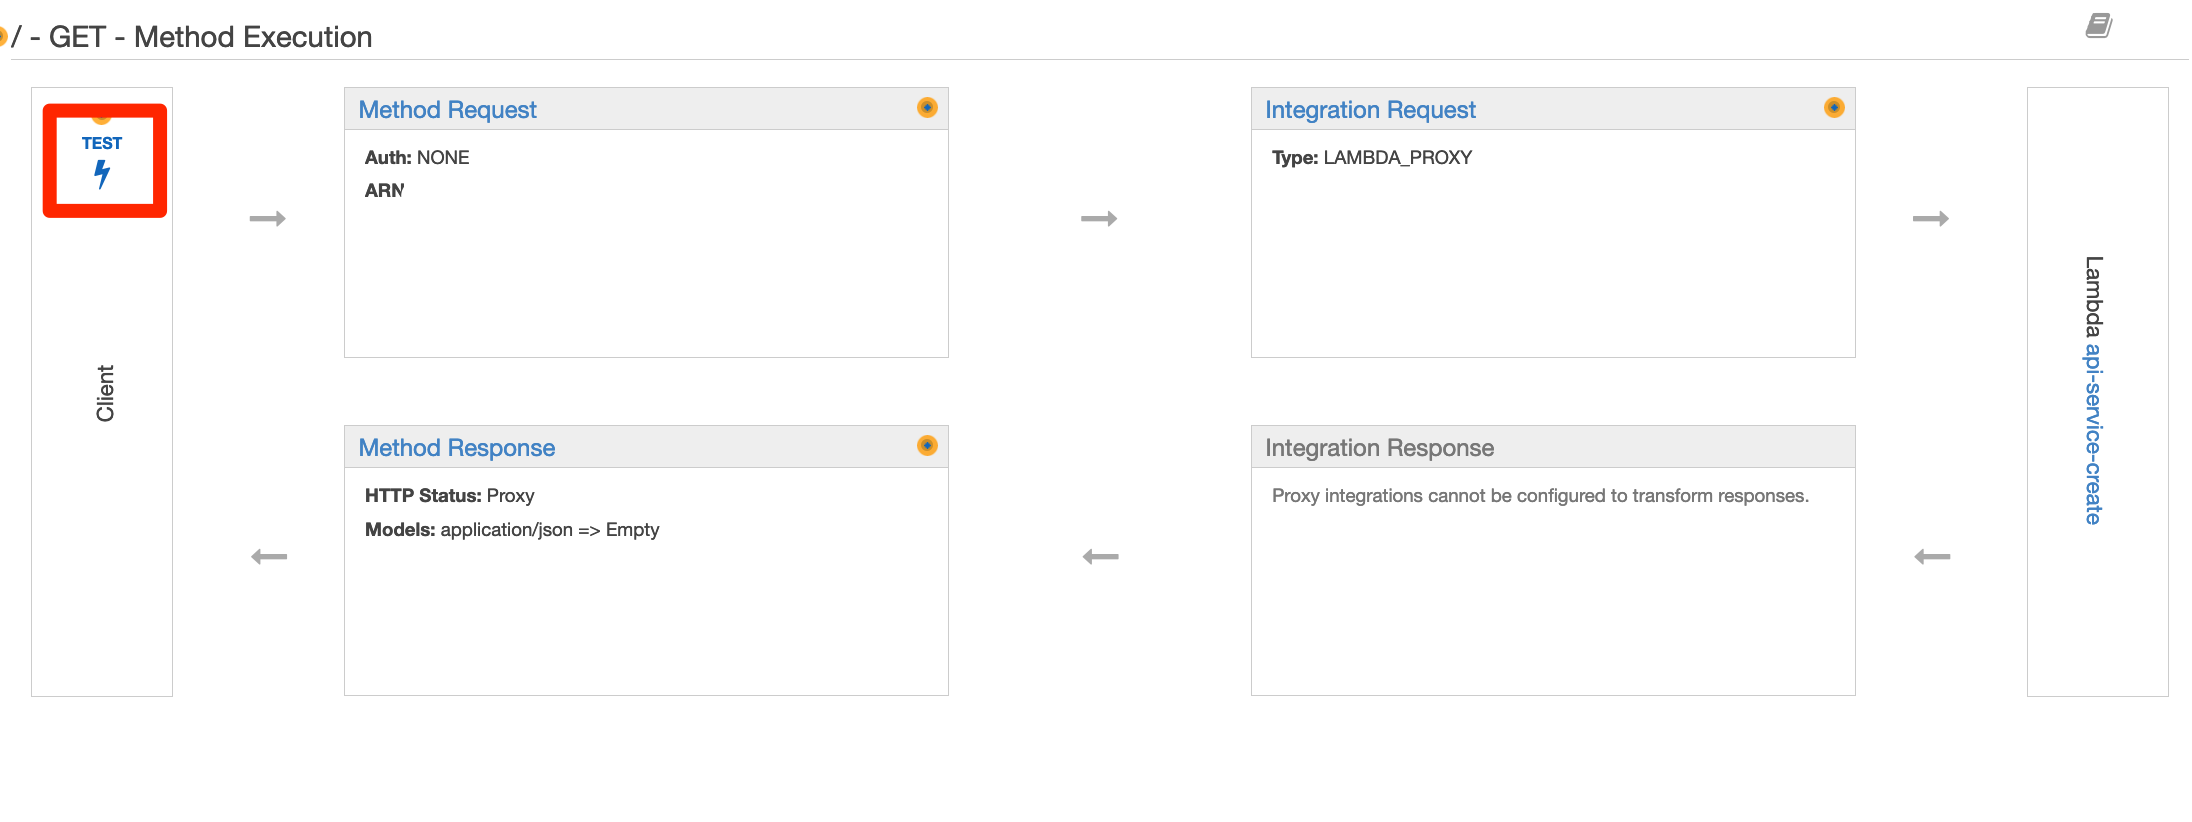 / - GET - Method Execution
TEST
Client
Method Request
Auth: NONE
ARN
Integration Request
Type: LAMBDA_PROXY
Method Response
HTTP Status: Proxy
Models: application/json => Empty
Integration Response
Proxy integrations cannot be configured to transform responses.
Lambda api-service-create